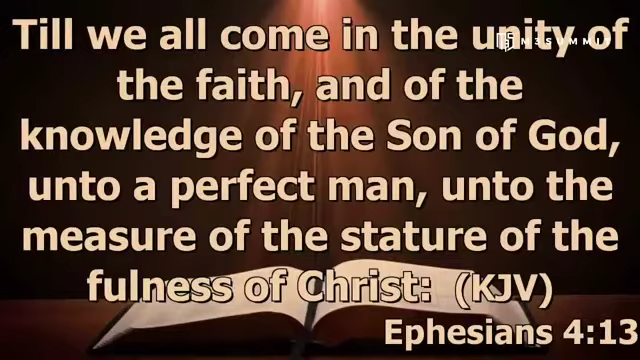 Till we all come in the unity of
the faith, and of the
knowledge of the Son of God,
unto a perfect man, unto the
measure of the stature of the
fulness of Christ:  (KJV)
Ephesians 4:13
M3SUMMIT